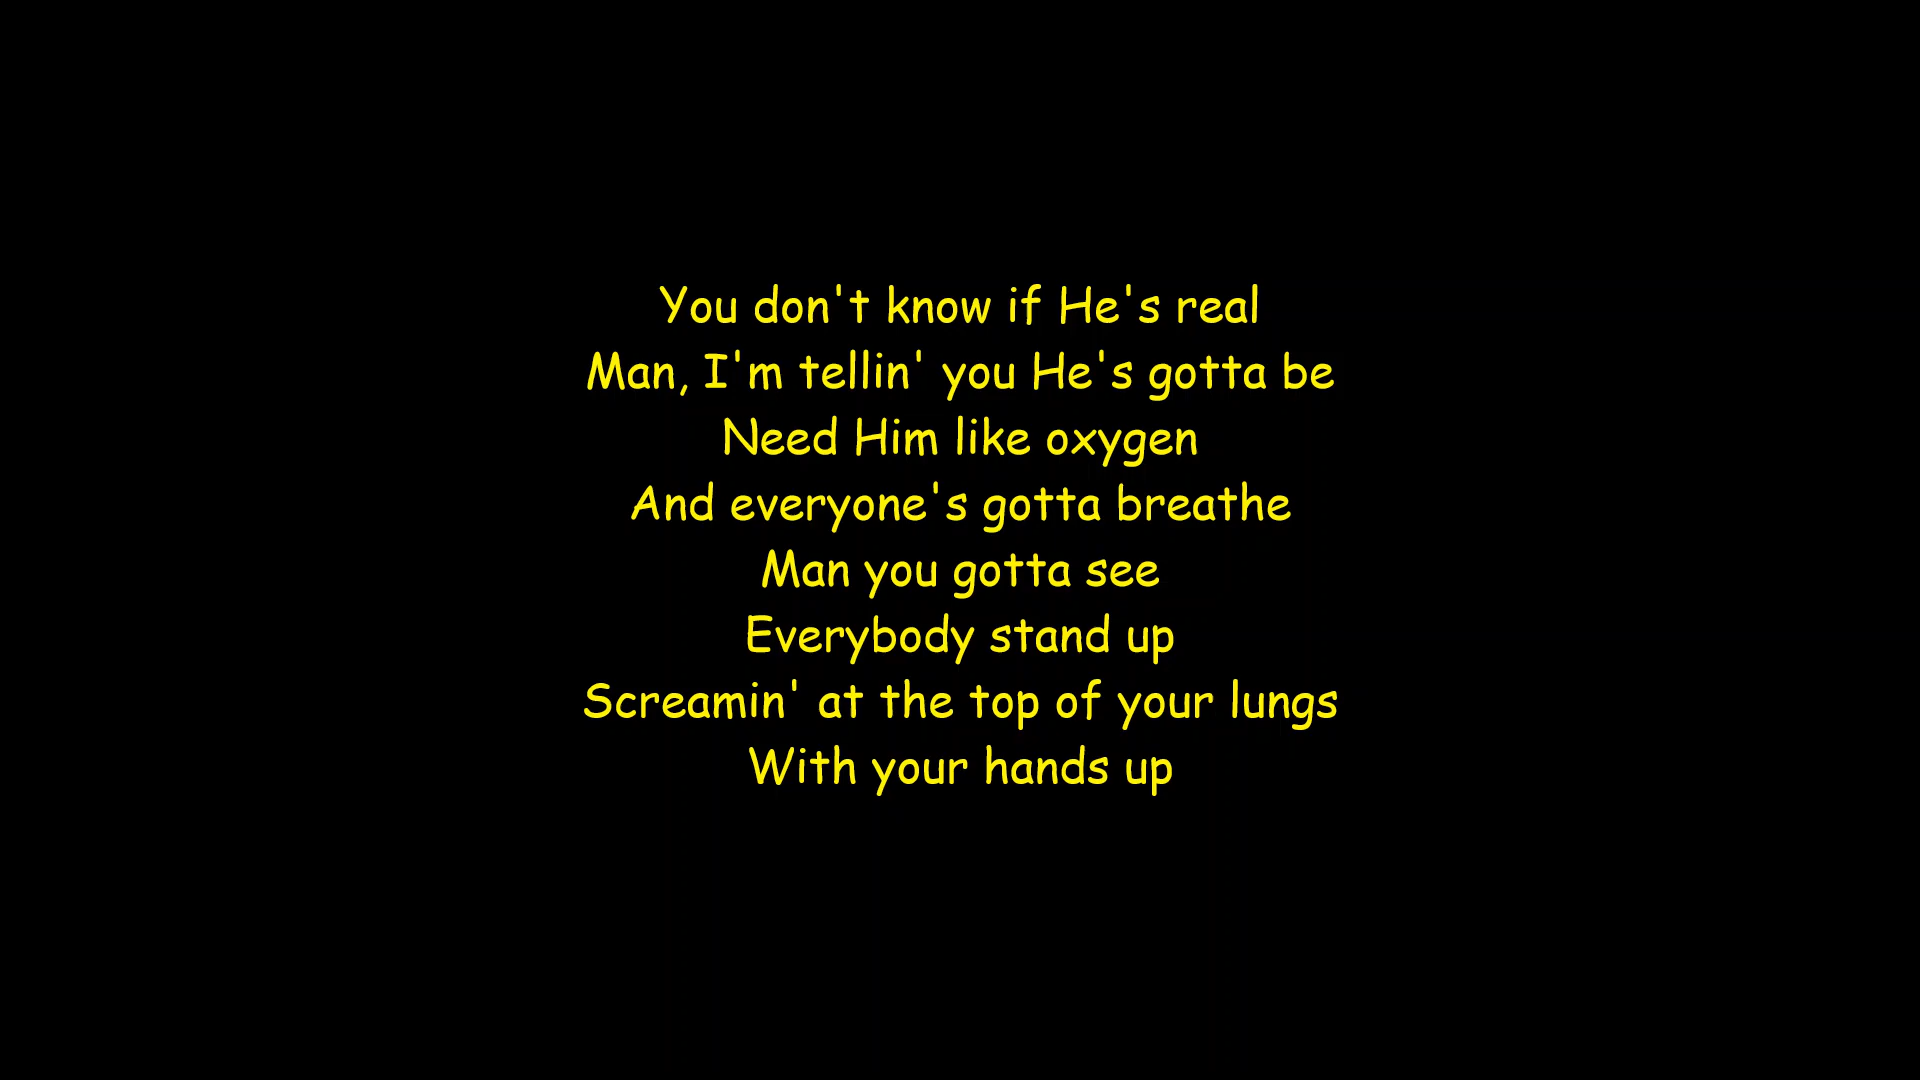 You don't know if He's real
Man, I'm tellin' you He's gotta be
Need Him like oxygen
And everyone's gotta breathe
Man you gotta see
Everybody stand up
Screamin' at the top of your lungs
With your hands up